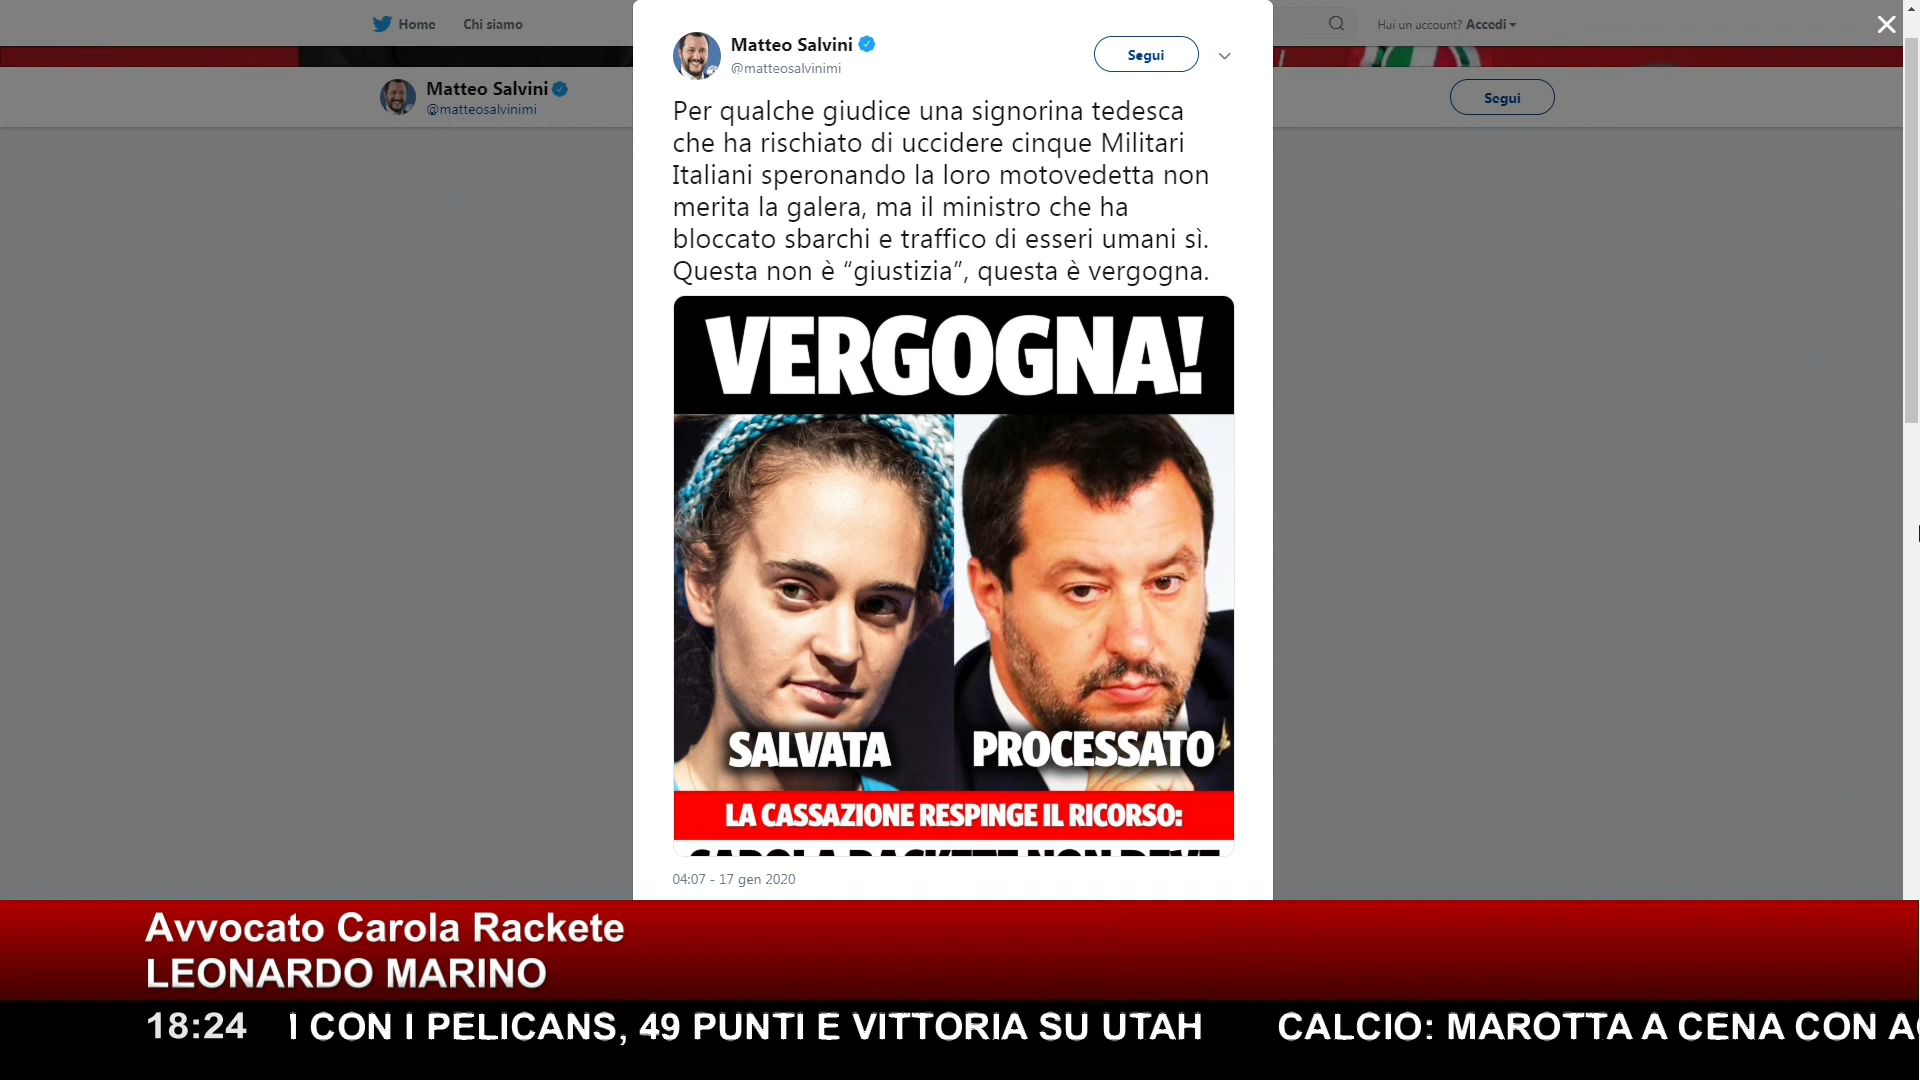 Home
Chi siamo
Hai un account? Accedi
Matteo Salvini
@matteosalvinimi
Segui
Matteo Salvini
@matteosalvinimi
Segui
Per qualche giudice una signorina tedesca
che ha rischiato di uccidere cinque Militari
Italiani speronando la loro motovedetta non
merita la galera, ma il ministro che ha
bloccato sbarchi e traffico di esseri umani sì.
Questa non è “giustizia”, questa è vergogna.
VERGOGNA!
SALVATA
PROCESSATO
LA CASSAZIONE RESPINGE IL RICORSO:
CAROLA RACKETE NON DEVE
04:07 - 17 gen 2020
Avvocato Carola Rackete
LEONARDO MARINO
18:24
I CON I PELICANS, 49 PUNTI E VITTORIA SU UTAH
CALCIO: MAROTTA A CENA CON